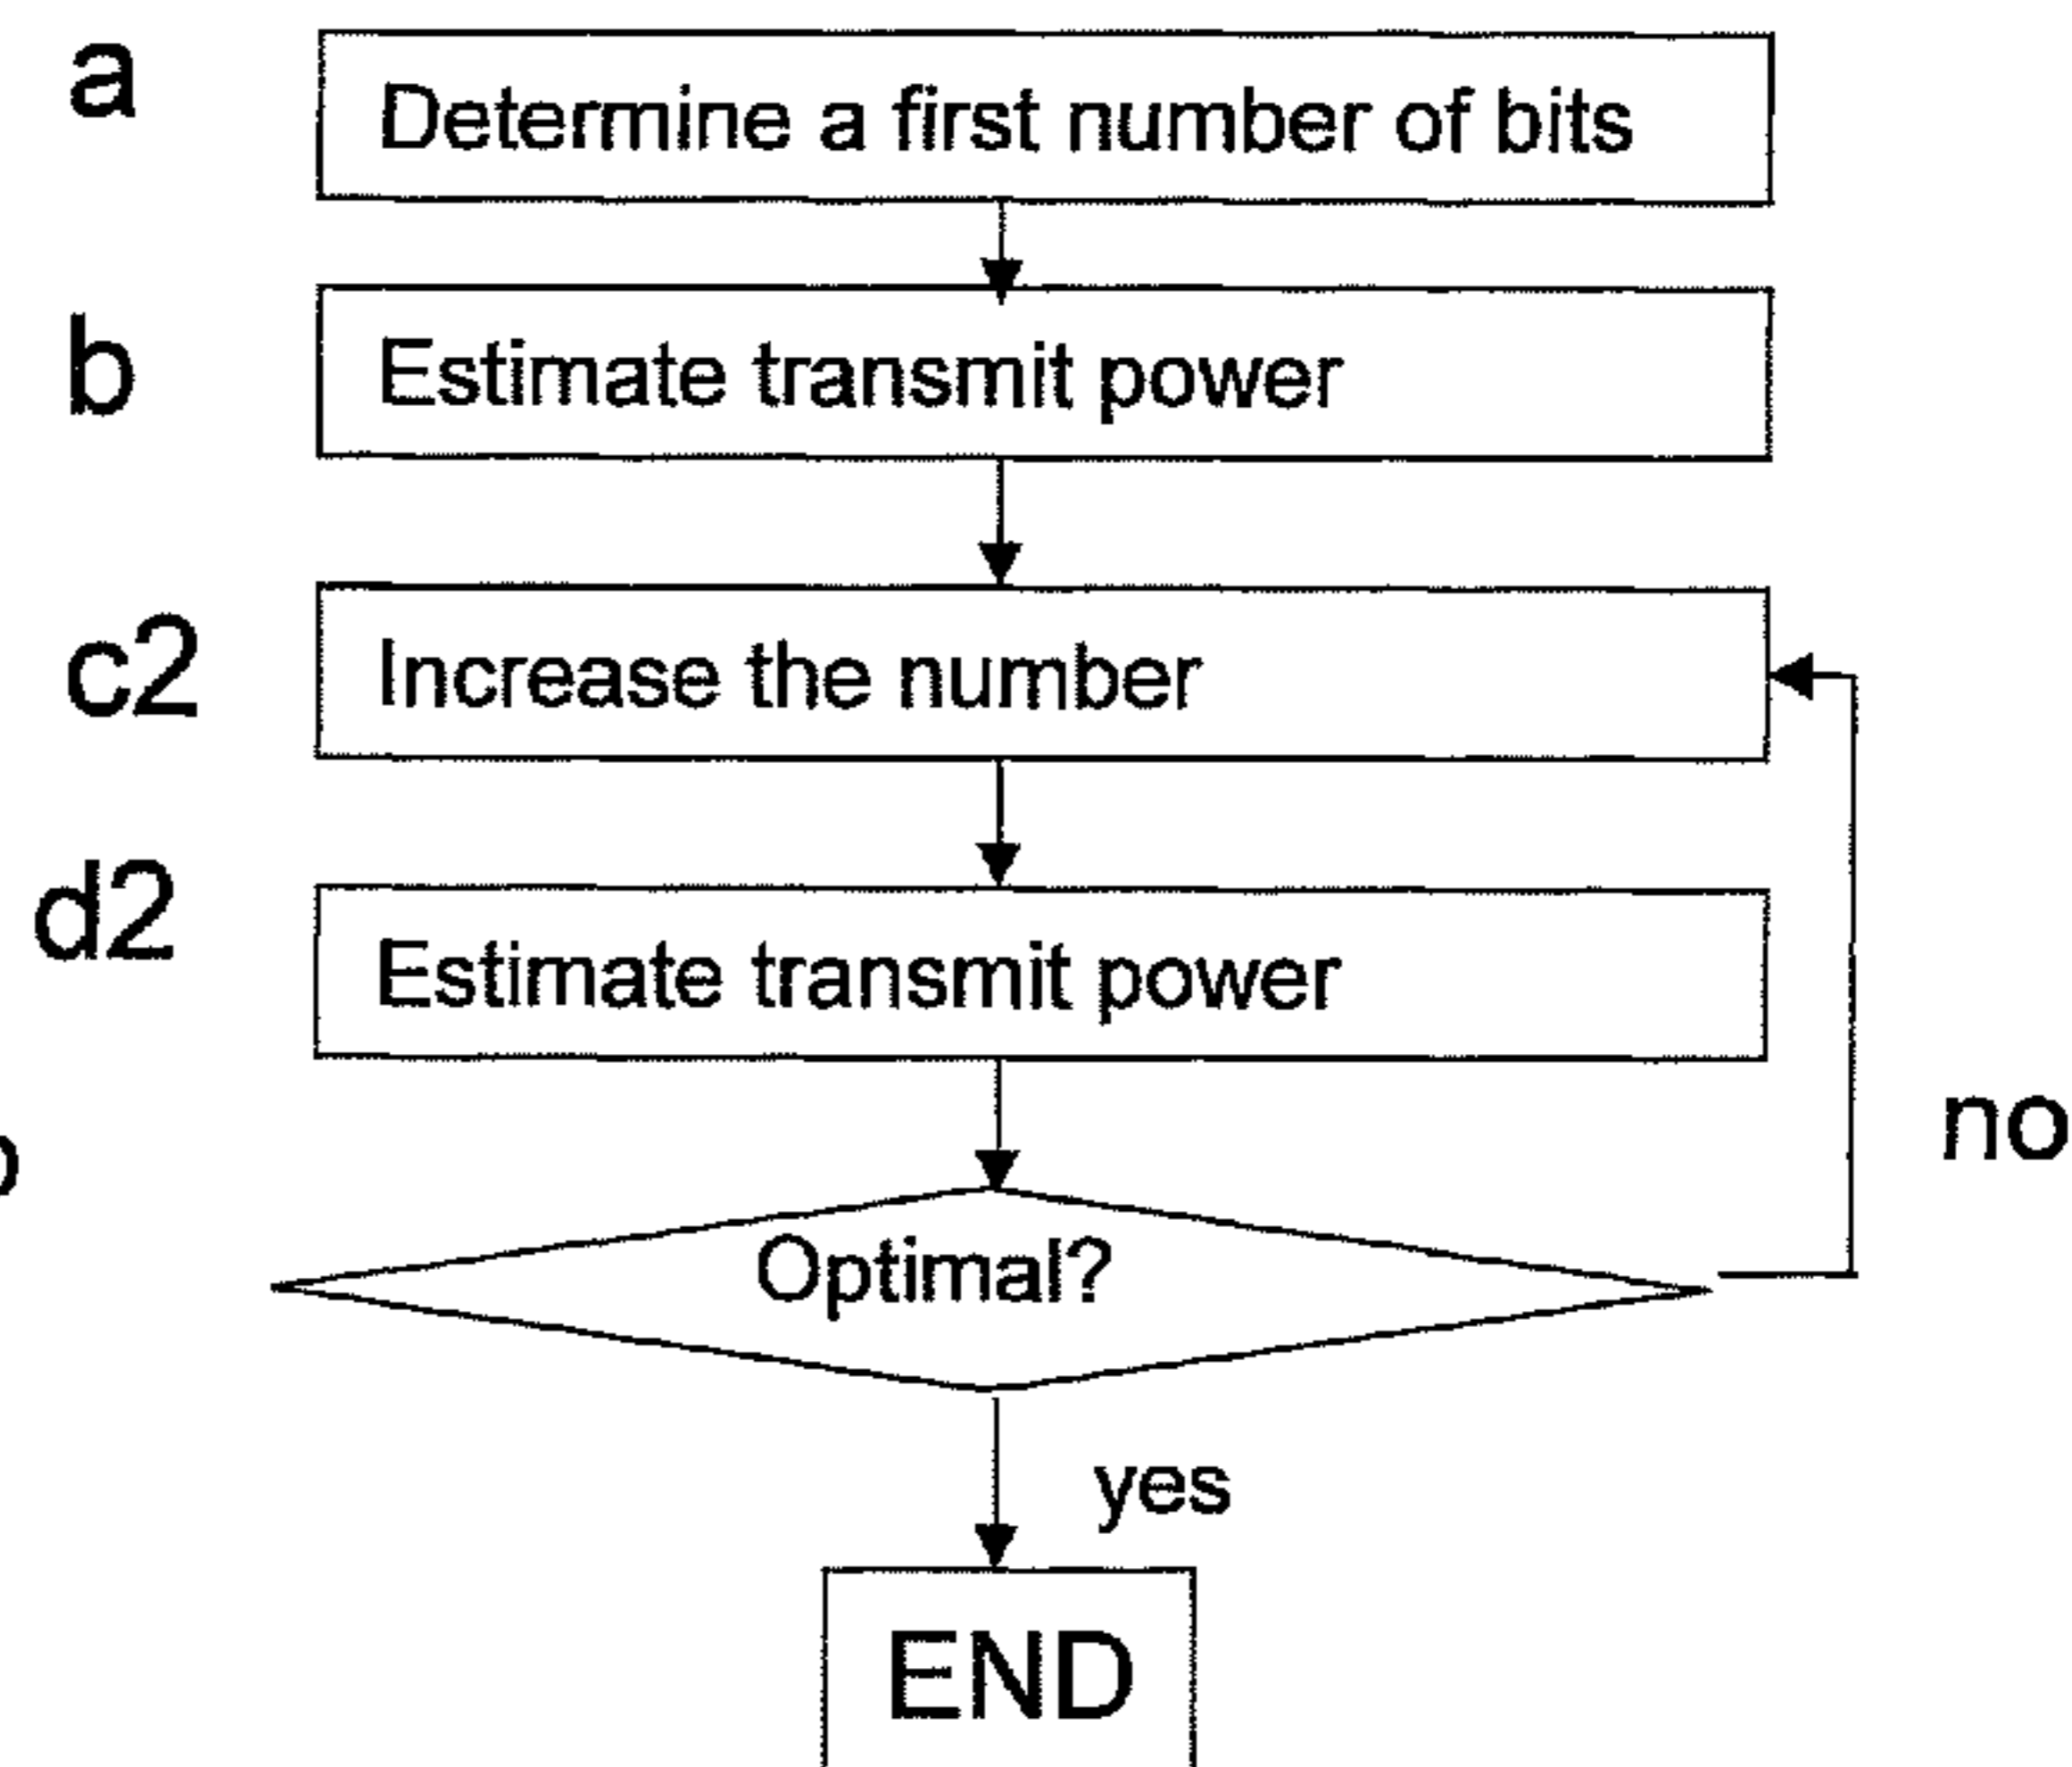 a
Determine a first number of bits
b
Estimate transmit power
c2
Increase the number
d2
Estimate transmit power
no
Optimal?
yes
END